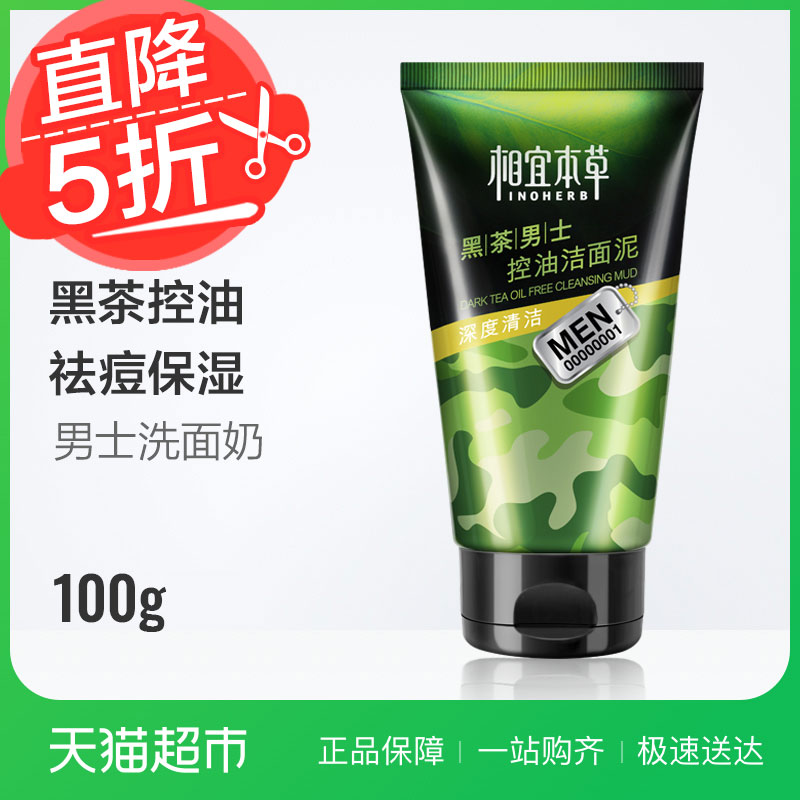 直降
5折
相宜本草
INOHERB
黑|茶|男|士
控油洁面泥
DARK TEA OIL FREE CLEANSING MUD
深度清洁
MEN
00000001
黑茶控油
祛痘保湿
男士洗面奶
100g
天猫超市
正品保障 | 一站购齐 | 极速送达